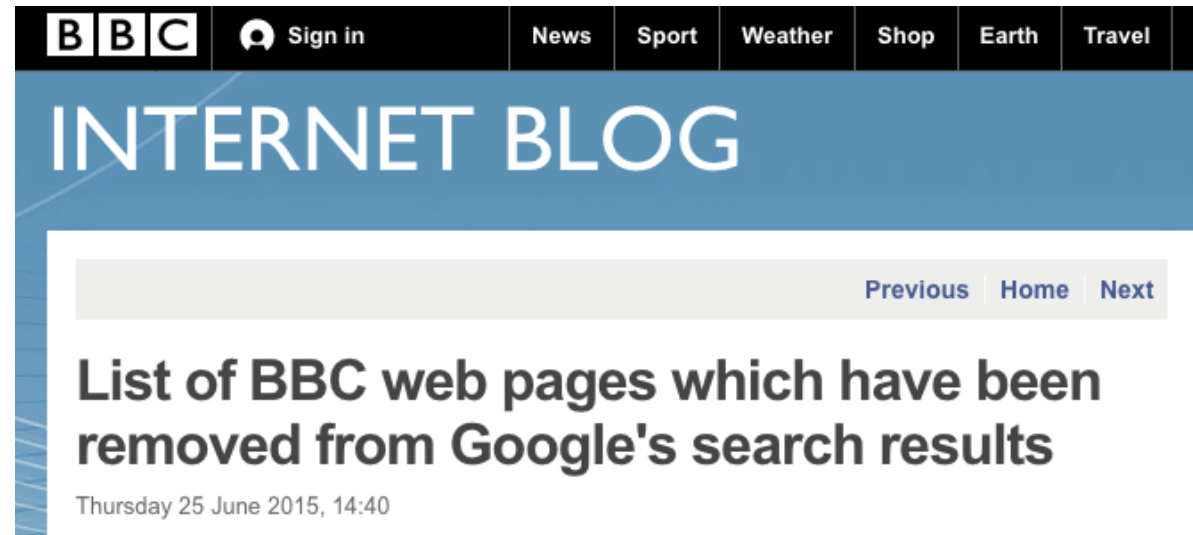 BBC Sign in News Sport Weather Shop Earth Travel
INTERNET BLOG
Previous Home Next
List of BBC web pages which have been
removed from Google's search results
Thursday 25 June 2015, 14:40